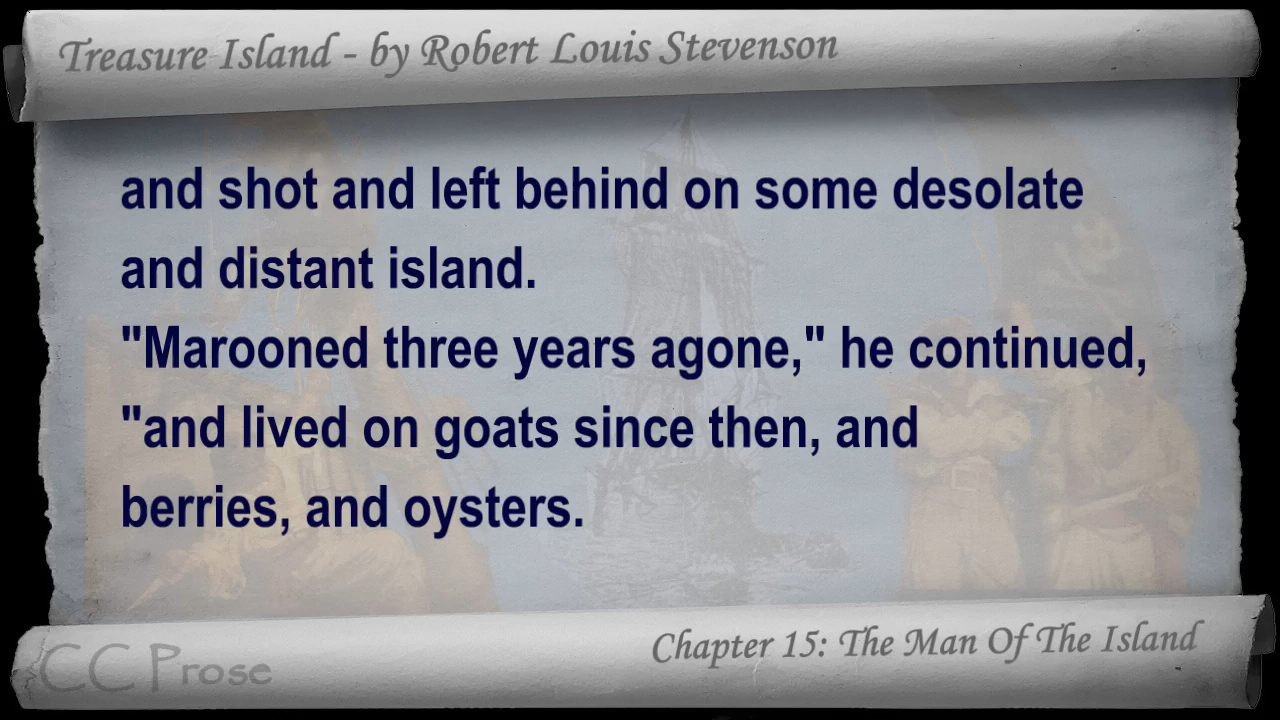 Treasure Island - by Robert Louis Stevenson
and shot and left behind on some desolate
and distant island.
"Marooned three years agone," he continued,
"and lived on goats since then, and
berries, and oysters.
Chapter 15: The Man Of The Island
CC Prose